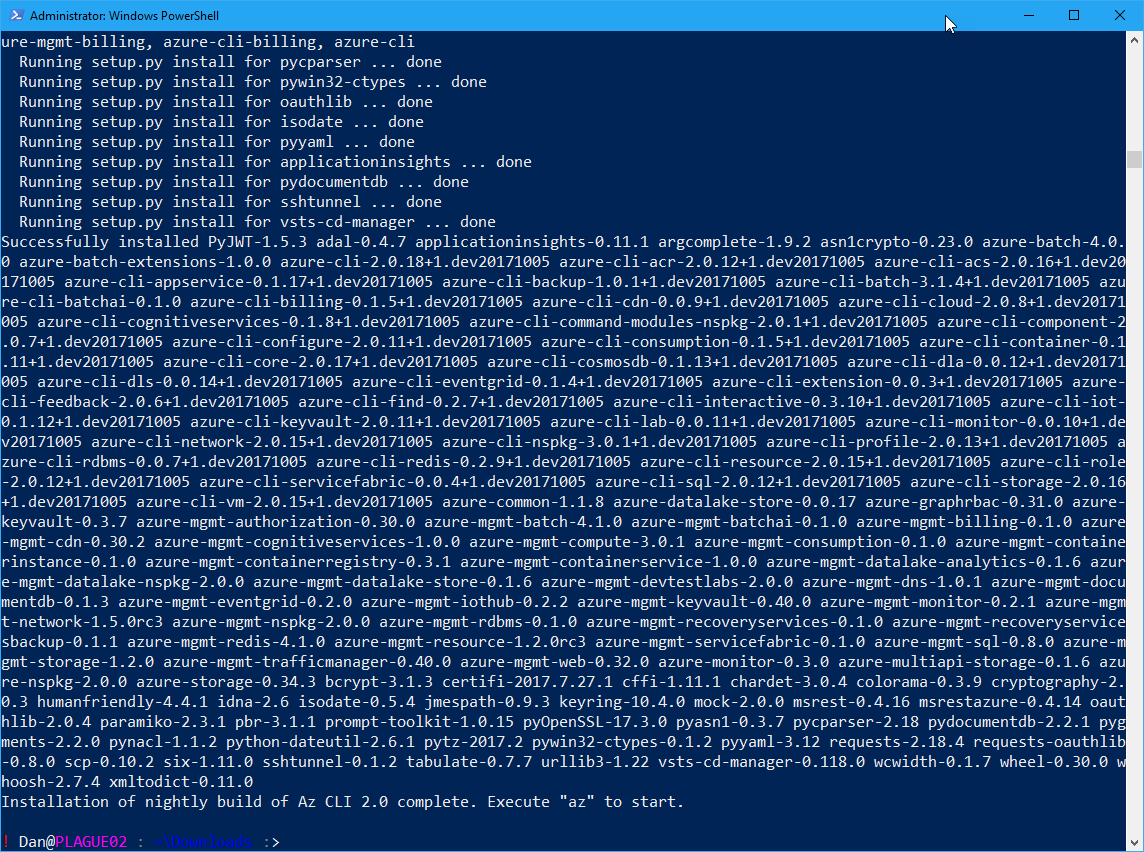 Administrator: Windows PowerShell
ure-mgmt-billing, azure-cli-billing, azure-cli
  Running setup.py install for pycparser ... done
  Running setup.py install for pywin32-ctypes ... done
  Running setup.py install for oauthlib ... done
  Running setup.py install for isodate ... done
  Running setup.py install for pyyaml ... done
  Running setup.py install for applicationinsights ... done
  Running setup.py install for pydocumentdb ... done
  Running setup.py install for sshtunnel ... done
  Running setup.py install for vsts-cd-manager ... done
Successfully installed PyJWT-1.5.3 adal-0.4.7 applicationinsights-0.11.1 argcomplete-1.9.2 asn1crypto-0.23.0 azure-batch-4.0.
0 azure-batch-extensions-1.0.0 azure-cli-2.0.18+1.dev20171005 azure-cli-acr-2.0.12+1.dev20171005 azure-cli-acs-2.0.16+1.dev20
171005 azure-cli-appservice-0.1.17+1.dev20171005 azure-cli-backup-1.0.1+1.dev20171005 azure-cli-batch-3.1.4+1.dev20171005 azu
re-cli-batchai-0.1.0 azure-cli-billing-0.1.5+1.dev20171005 azure-cli-cdn-0.0.9+1.dev20171005 azure-cli-cloud-2.0.8+1.dev20171
005 azure-cli-cognitiveservices-0.1.8+1.dev20171005 azure-cli-command-modules-nspkg-2.0.1+1.dev20171005 azure-cli-component-2
.0.7+1.dev20171005 azure-cli-configure-2.0.11+1.dev20171005 azure-cli-consumption-0.1.5+1.dev20171005 azure-cli-container-0.1
.11+1.dev20171005 azure-cli-core-2.0.17+1.dev20171005 azure-cli-cosmosdb-0.1.13+1.dev20171005 azure-cli-dla-0.0.12+1.dev20171
005 azure-cli-dls-0.0.14+1.dev20171005 azure-cli-eventgrid-0.1.4+1.dev20171005 azure-cli-extension-0.0.3+1.dev20171005 azure-
cli-feedback-2.0.6+1.dev20171005 azure-cli-find-0.2.7+1.dev20171005 azure-cli-interactive-0.3.10+1.dev20171005 azure-cli-iot-
0.1.12+1.dev20171005 azure-cli-keyvault-2.0.11+1.dev20171005 azure-cli-lab-0.0.11+1.dev20171005 azure-cli-monitor-0.0.10+1.de
v20171005 azure-cli-network-2.0.15+1.dev20171005 azure-cli-nspkg-3.0.1+1.dev20171005 azure-cli-profile-2.0.13+1.dev20171005 a
zure-cli-rdbms-0.0.7+1.dev20171005 azure-cli-redis-0.2.9+1.dev20171005 azure-cli-resource-2.0.15+1.dev20171005 azure-cli-role
-2.0.12+1.dev20171005 azure-cli-servicefabric-0.0.4+1.dev20171005 azure-cli-sql-2.0.12+1.dev20171005 azure-cli-storage-2.0.16
+1.dev20171005 azure-cli-vm-2.0.15+1.dev20171005 azure-common-1.1.8 azure-datalake-store-0.0.17 azure-graphrbac-0.31.0 azure-
keyvault-0.3.7 azure-mgmt-authorization-0.30.0 azure-mgmt-batch-4.1.0 azure-mgmt-batchai-0.1.0 azure-mgmt-billing-0.1.0 azure
-mgmt-cdn-0.30.2 azure-mgmt-cognitiveservices-1.0.0 azure-mgmt-compute-3.0.1 azure-mgmt-consumption-0.1.0 azure-mgmt-containe
rinstance-0.1.0 azure-mgmt-containerregistry-0.3.1 azure-mgmt-containerservice-1.0.0 azure-mgmt-datalake-analytics-0.1.6 azur
e-mgmt-datalake-nspkg-2.0.0 azure-mgmt-datalake-store-0.1.6 azure-mgmt-devtestlabs-2.0.0 azure-mgmt-dns-1.0.1 azure-mgmt-docu
mentdb-0.1.3 azure-mgmt-eventgrid-0.2.0 azure-mgmt-iothub-0.2.2 azure-mgmt-keyvault-0.40.0 azure-mgmt-monitor-0.2.1 azure-mgm
t-network-1.5.0rc3 azure-mgmt-nspkg-2.0.0 azure-mgmt-rdbms-0.1.0 azure-mgmt-recoveryservices-0.1.0 azure-mgmt-recoveryservice
sbackup-0.1.1 azure-mgmt-redis-4.1.0 azure-mgmt-resource-1.2.0rc3 azure-mgmt-servicefabric-0.1.0 azure-mgmt-sql-0.8.0 azure-m
gmt-storage-1.2.0 azure-mgmt-trafficmanager-0.40.0 azure-mgmt-web-0.32.0 azure-monitor-0.3.0 azure-multiapi-storage-0.1.6 azu
re-nspkg-2.0.0 azure-storage-0.34.3 bcrypt-3.1.3 certifi-2017.7.27.1 cffi-1.11.1 chardet-3.0.4 colorama-0.3.9 cryptography-2.
0.3 humanfriendly-4.4.1 idna-2.6 isodate-0.5.4 jmespath-0.9.3 keyring-10.4.0 mock-2.0.0 msrest-0.4.16 msrestazure-0.4.14 oaut
hlib-2.0.4 paramiko-2.3.1 pbr-3.1.1 prompt-toolkit-1.0.15 pyOpenSSL-17.3.0 pyasn1-0.3.7 pycparser-2.18 pydocumentdb-2.2.1 pyg
ments-2.2.0 pynacl-1.1.2 python-dateutil-2.6.1 pytz-2017.2 pywin32-ctypes-0.1.2 pyyaml-3.12 requests-2.18.4 requests-oauthlib
-0.8.0 scp-0.10.2 six-1.11.0 sshtunnel-0.1.2 tabulate-0.7.7 urllib3-1.22 vsts-cd-manager-0.118.0 wcwidth-0.1.7 wheel-0.30.0 w
hoosh-2.7.4 xmltodict-0.11.0
Installation of nightly build of Az CLI 2.0 complete. Execute "az" to start.
! Dan@PLAGUE02 : ~\Downloads :>